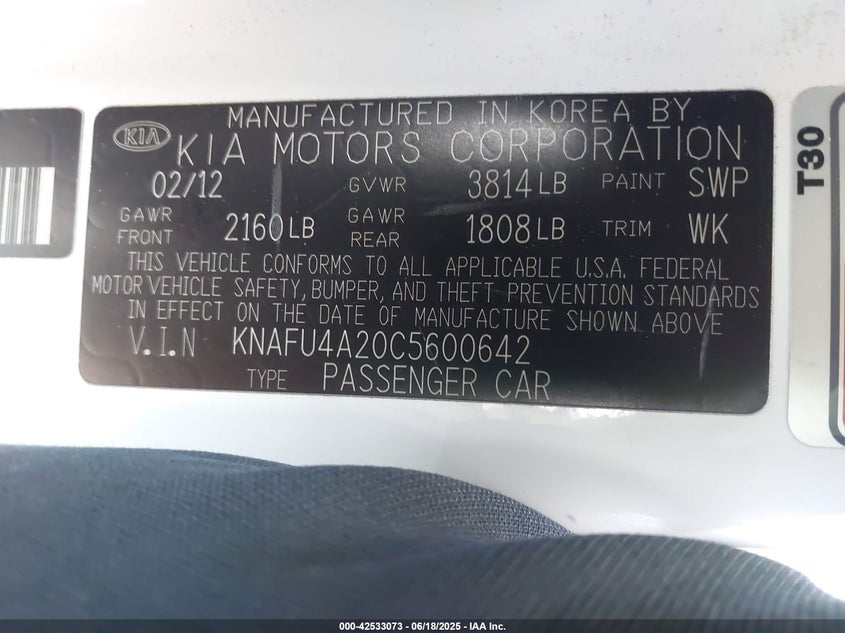 MANUFACTURED IN KOREA BY
KIA KIA MOTORS CORPORATION
02/12 GVWR 3814 LB PAINT SWP
GAWR FRONT 2160 LB GAWR REAR 1808 LB TRIM WK
THIS VEHICLE CONFORMS TO ALL APPLICABLE U.S.A. FEDERAL
MOTOR VEHICLE SAFETY, BUMPER, AND THEFT PREVENTION STANDARDS
IN EFFECT ON THE DATE OF MANUFACTURE SHOWN ABOVE
V.I.N KNAFU4A20C5600642
TYPE PASSENGER CAR
T30
000-42533073 - 06/18/2025 - IAA Inc.